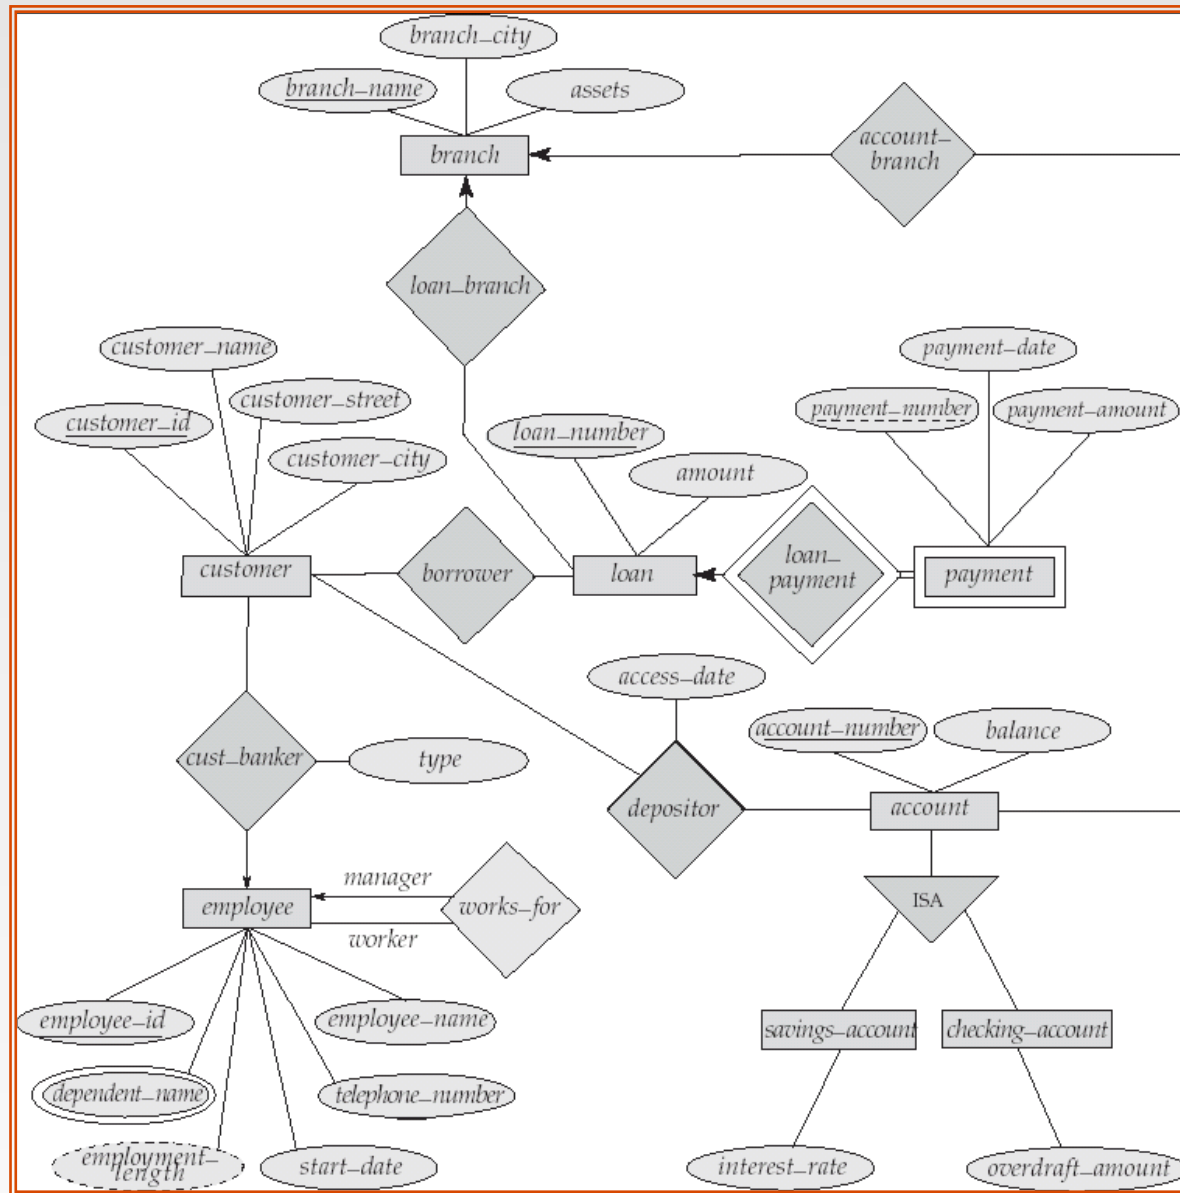 branch_city
branch_name
assets
branch
account_
branch
loan_branch
customer_name
customer_street
customer_id
customer_city
payment_date
payment_number
payment_amount
loan_number
amount
customer
borrower
loan
loan_
payment
payment
access_date
account_number
balance
cust_banker
type
depositor
account
manager
employee
works_for
worker
ISA
employee_id
employee_name
savings_account
checking_account
dependent_name
telephone_number
employment_
length
start_date
interest_rate
overdraft_amount